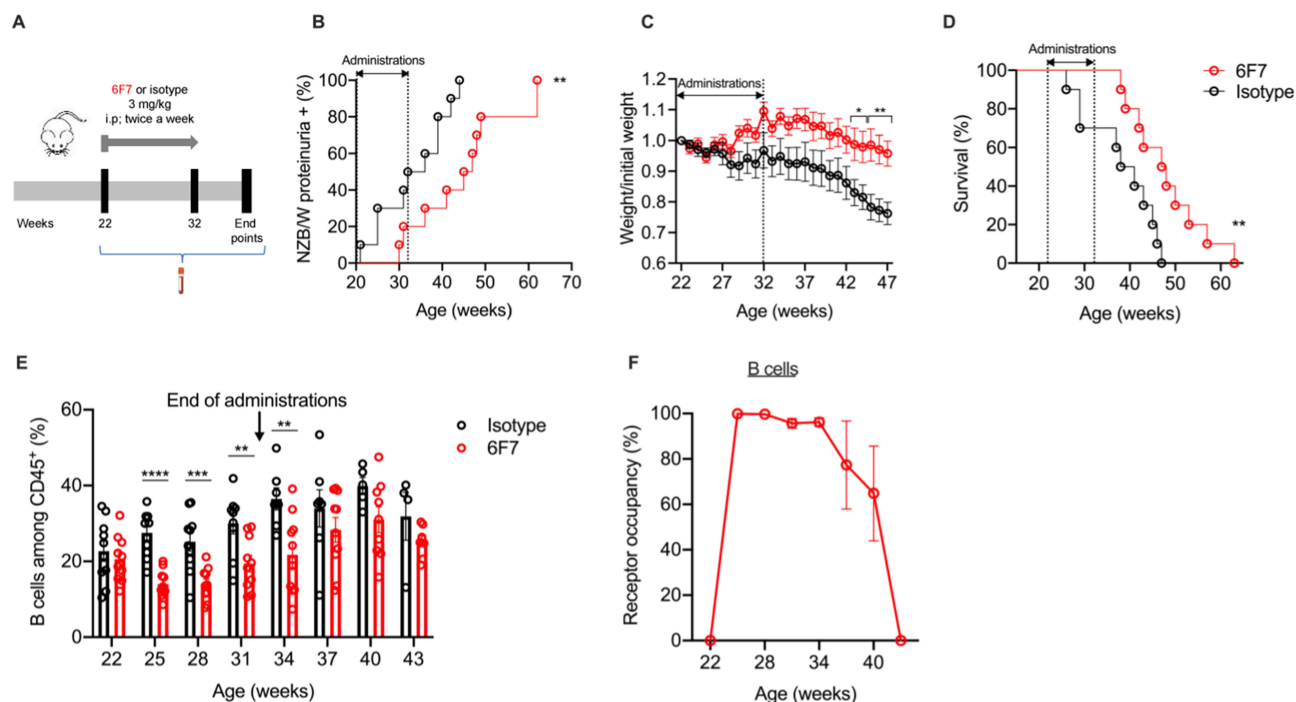 A
6F7 or isotype
3 mg/kg
i.p; twice a week
Weeks
22
32
End
points
B
Administrations
NZB/W proteinuria + (%)
100
80
60
40
20
0
**
20 30 40 50 60 70
Age (weeks)
C
Administrations
Weight/initial weight
1.2
1.1
1.0
0.9
0.8
0.7
0.6
* **
22 27 32 37 42 47
Age (weeks)
D
Administrations
6F7
Isotype
Survival (%)
100
80
60
40
20
0
**
20 30 40 50 60
Age (weeks)
E
End of administrations
Isotype
6F7
B cells among CD45+ (%)
60
40
20
0
**** *** ** **
22 25 28 31 34 37 40 43
Age (weeks)
F
B cells
Receptor occupancy (%)
100
80
60
40
20
0
22 28 34 40
Age (weeks)